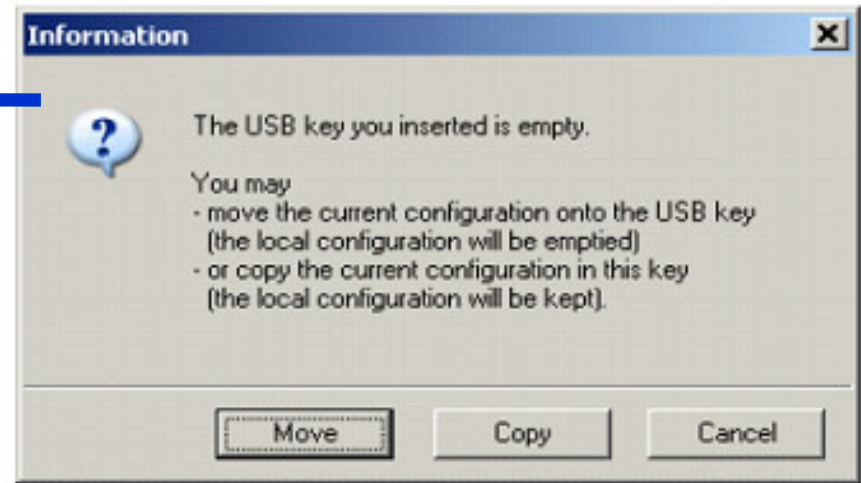 Information
The USB key you inserted is empty.
You may
- move the current configuration onto the USB key
(the local configuration will be emptied)
- or copy the current configuration in this key
(the local configuration will be kept).
Move Copy Cancel